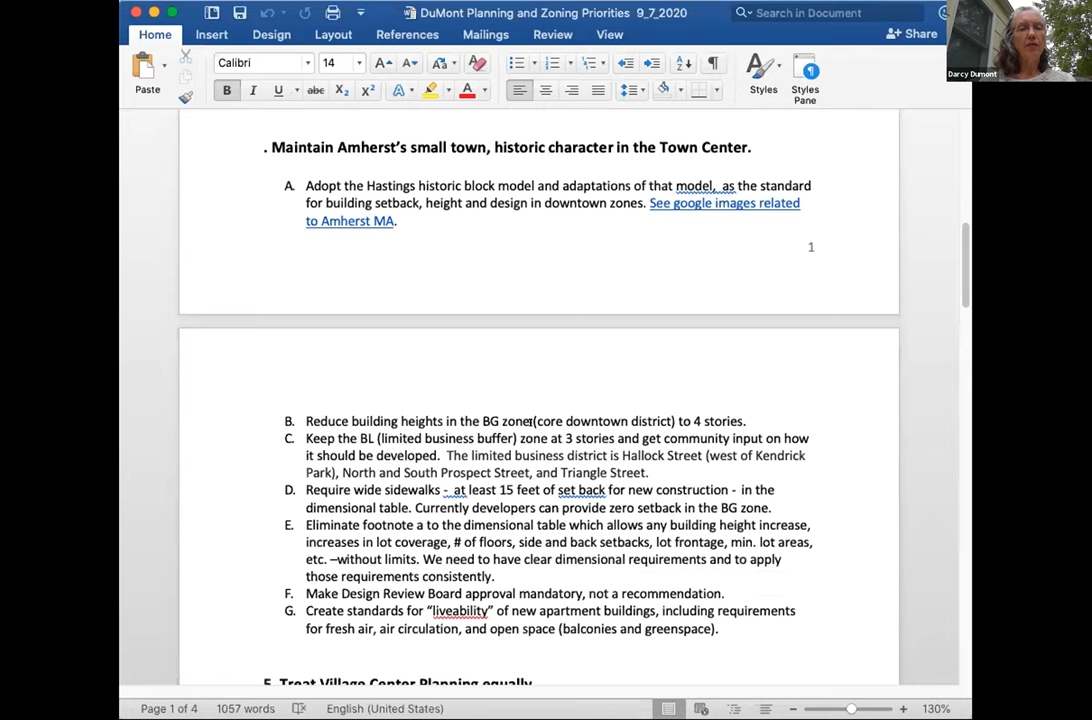 DuMont Planning and Zoning Priorities 9_7_2020
Search in Document
Home Insert Design Layout References Mailings Review View
Share
Paste
Calibri
14
Styles
Styles Pane
Darcy Dumont
. Maintain Amherst's small town, historic character in the Town Center.
A. Adopt the Hastings historic block model and adaptations of that model, as the standard
for building setback, height and design in downtown zones. See google images related
to Amherst MA.
1
B. Reduce building heights in the BG zone (core downtown district) to 4 stories.
C. Keep the BL (limited business buffer) zone at 3 stories and get community input on how
it should be developed. The limited business district is Hallock Street (west of Kendrick
Park), North and South Prospect Street, and Triangle Street.
D. Require wide sidewalks - at least 15 feet of set back for new construction - in the
dimensional table. Currently developers can provide zero setback in the BG zone.
E. Eliminate footnote a to the dimensional table which allows any building height increase,
increases in lot coverage, # of floors, side and back setbacks, lot frontage, min. lot areas,
etc. –without limits. We need to have clear dimensional requirements and to apply
those requirements consistently.
F. Make Design Review Board approval mandatory, not a recommendation.
G. Create standards for “liveability” of new apartment buildings, including requirements
for fresh air, air circulation, and open space (balconies and greenspace).
5. Treat Village Center Planning equally
Page 1 of 4 1057 words English (United States) 130%